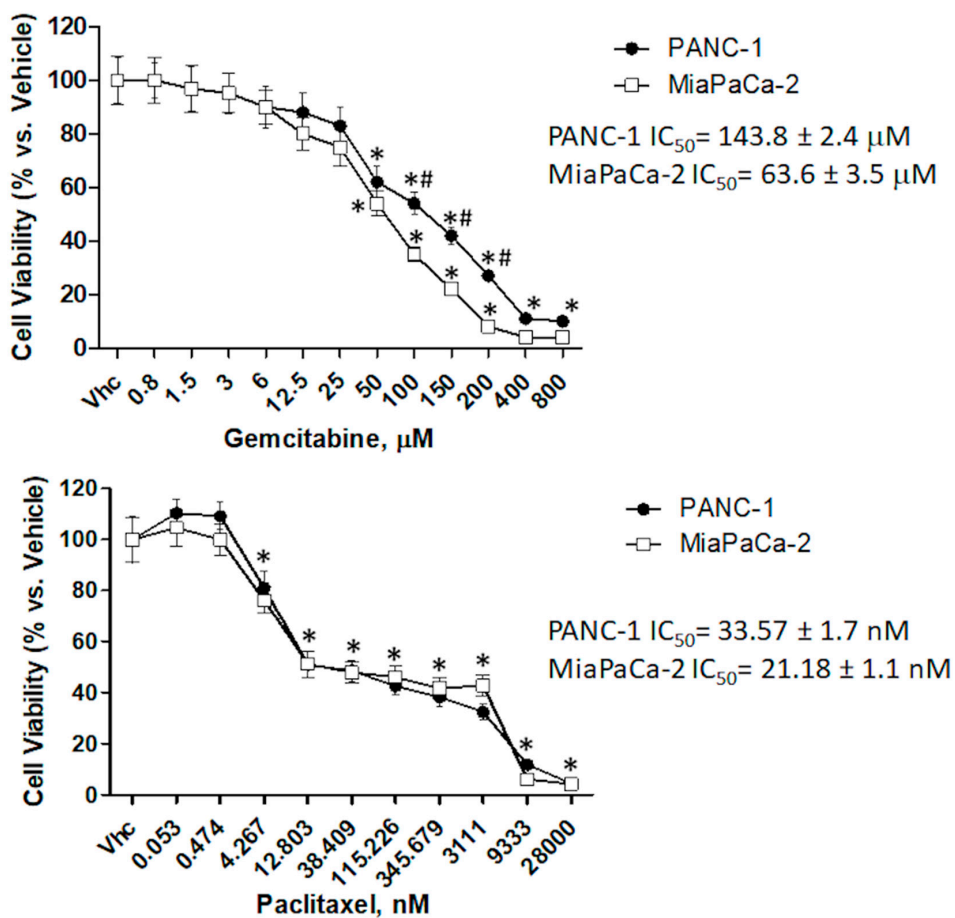 120
100
80
60
40
20
0
Cell Viability (% vs. Vehicle)
* *# *# *# * *
* * * *
Vhc 0.8 1.5 3 6 12.5 25 50 100 150 200 400 800
Gemcitabine, μM
PANC-1
MiaPaCa-2
PANC-1 IC50= 143.8 ± 2.4 μM
MiaPaCa-2 IC50= 63.6 ± 3.5 μM
120
100
80
60
40
20
0
Cell Viability (% vs. Vehicle)
* * * * * * * *
Vhc 0.053 0.474 4.267 12.803 38.409 115.226 345.679 3111 9333 28000
Paclitaxel, nM
PANC-1
MiaPaCa-2
PANC-1 IC50= 33.57 ± 1.7 nM
MiaPaCa-2 IC50= 21.18 ± 1.1 nM